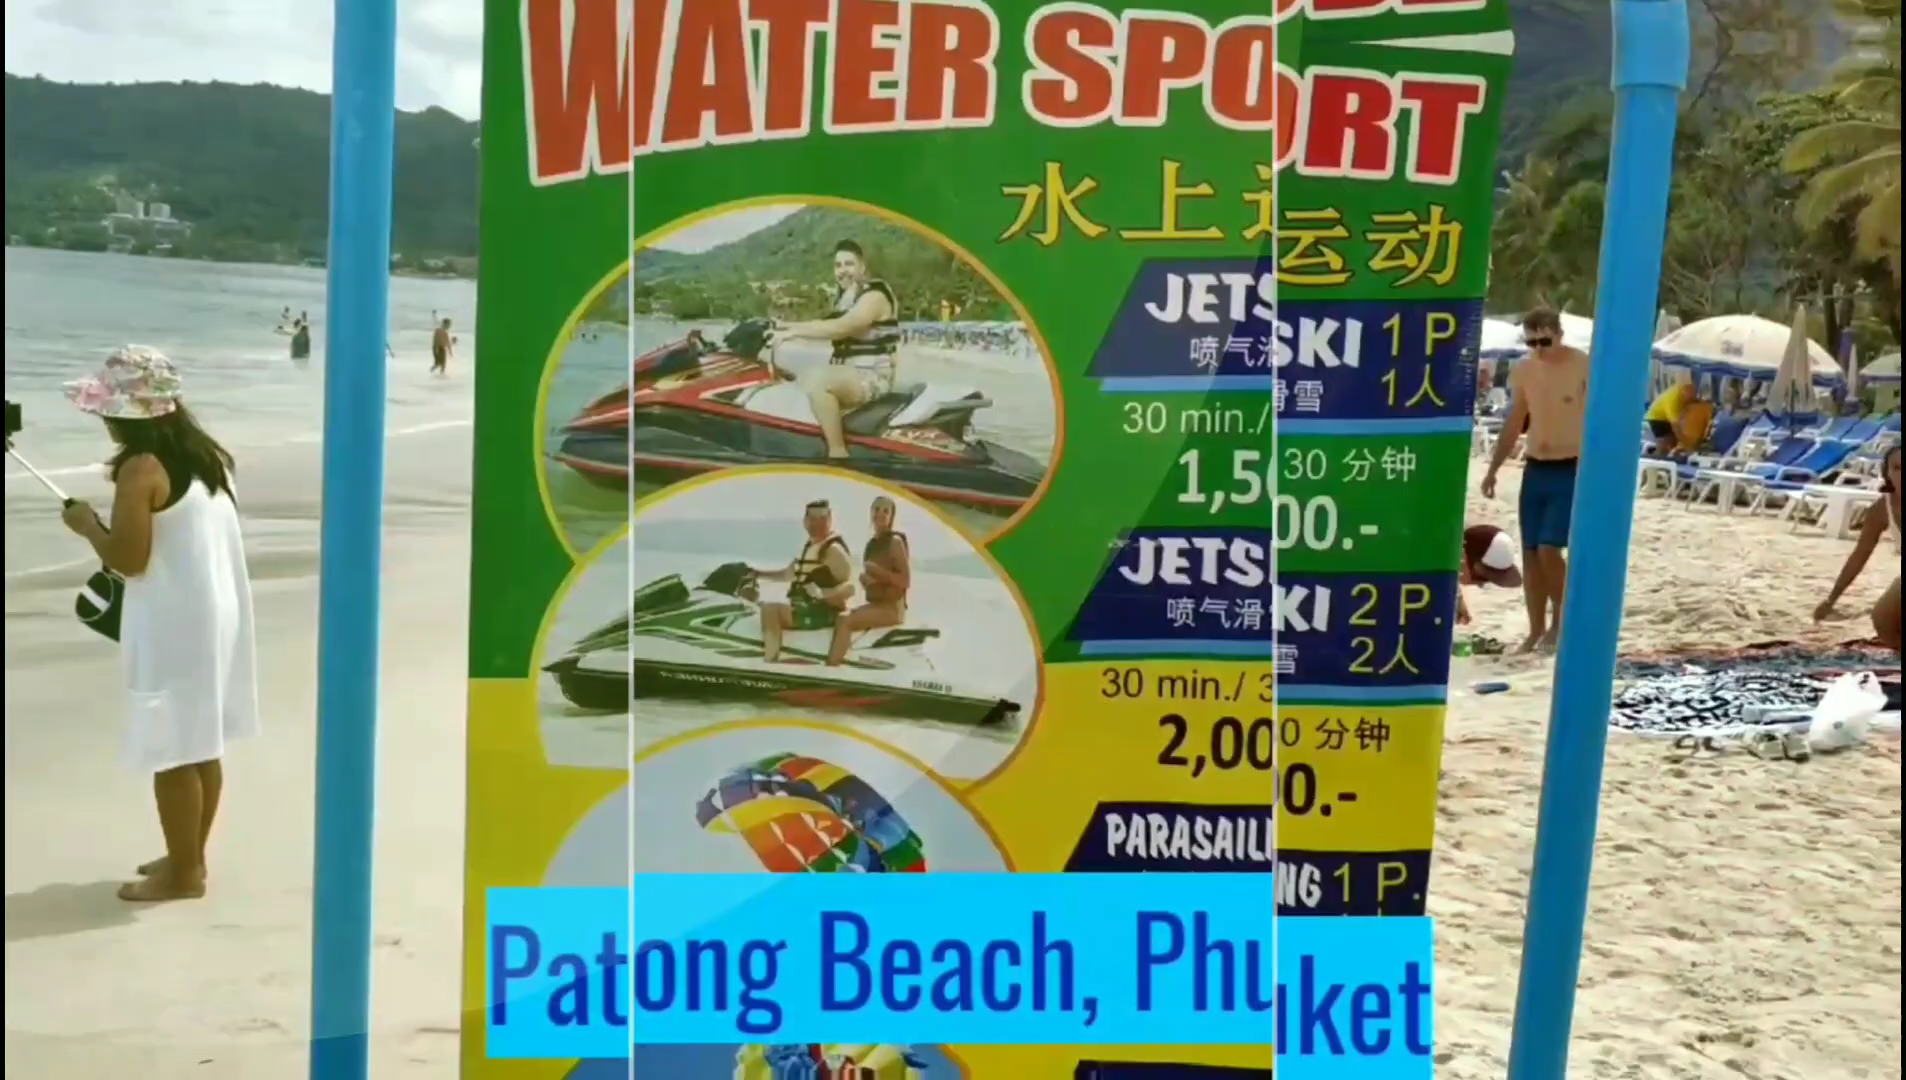 WATER SPORT
水上运动
JETSKI 1 P
喷气滑雪 1人
30 min./ 30 分钟
1,500.-
JETSKI 2 P.
喷气滑雪 2人
30 min./ 30 分钟
2,000.-
PARASAILING 1 P.
Patong Beach, Phuket